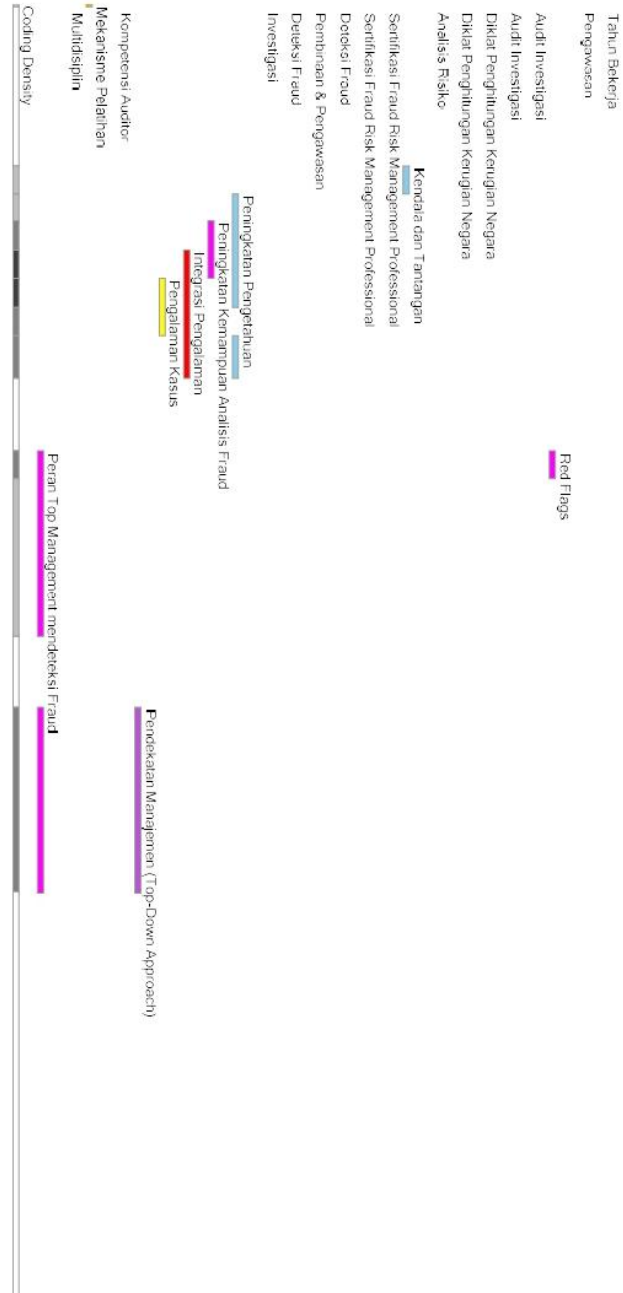 Tahun Bekerja
Pengawasan
Red Flags
Audit Investigasi
Audit Investigasi
Diklat Penghitungan Kerugian Negara
Diklat Penghitungan Kerugian Negara
Analisis Risiko
Kendala dan Tantangan
Sertifikasi Fraud Risk Management Professional
Sertifikasi Fraud Risk Management Professional
Deteksi Fraud
Pembinaan & Pengawasan
Deteksi Fraud
Investigasi
Peningkatan Pengetahuan
Peningkatan Kemampuan Analisis Fraud
Integrasi Pengalaman
Pengalaman Kasus
Pendekatan Manajemen (Top-Down Approach)
Kompetensi Auditor
Mekanisme Pelatihan
Multidisiplin
Peran Top Management mendeteksi Fraud
Coding Density